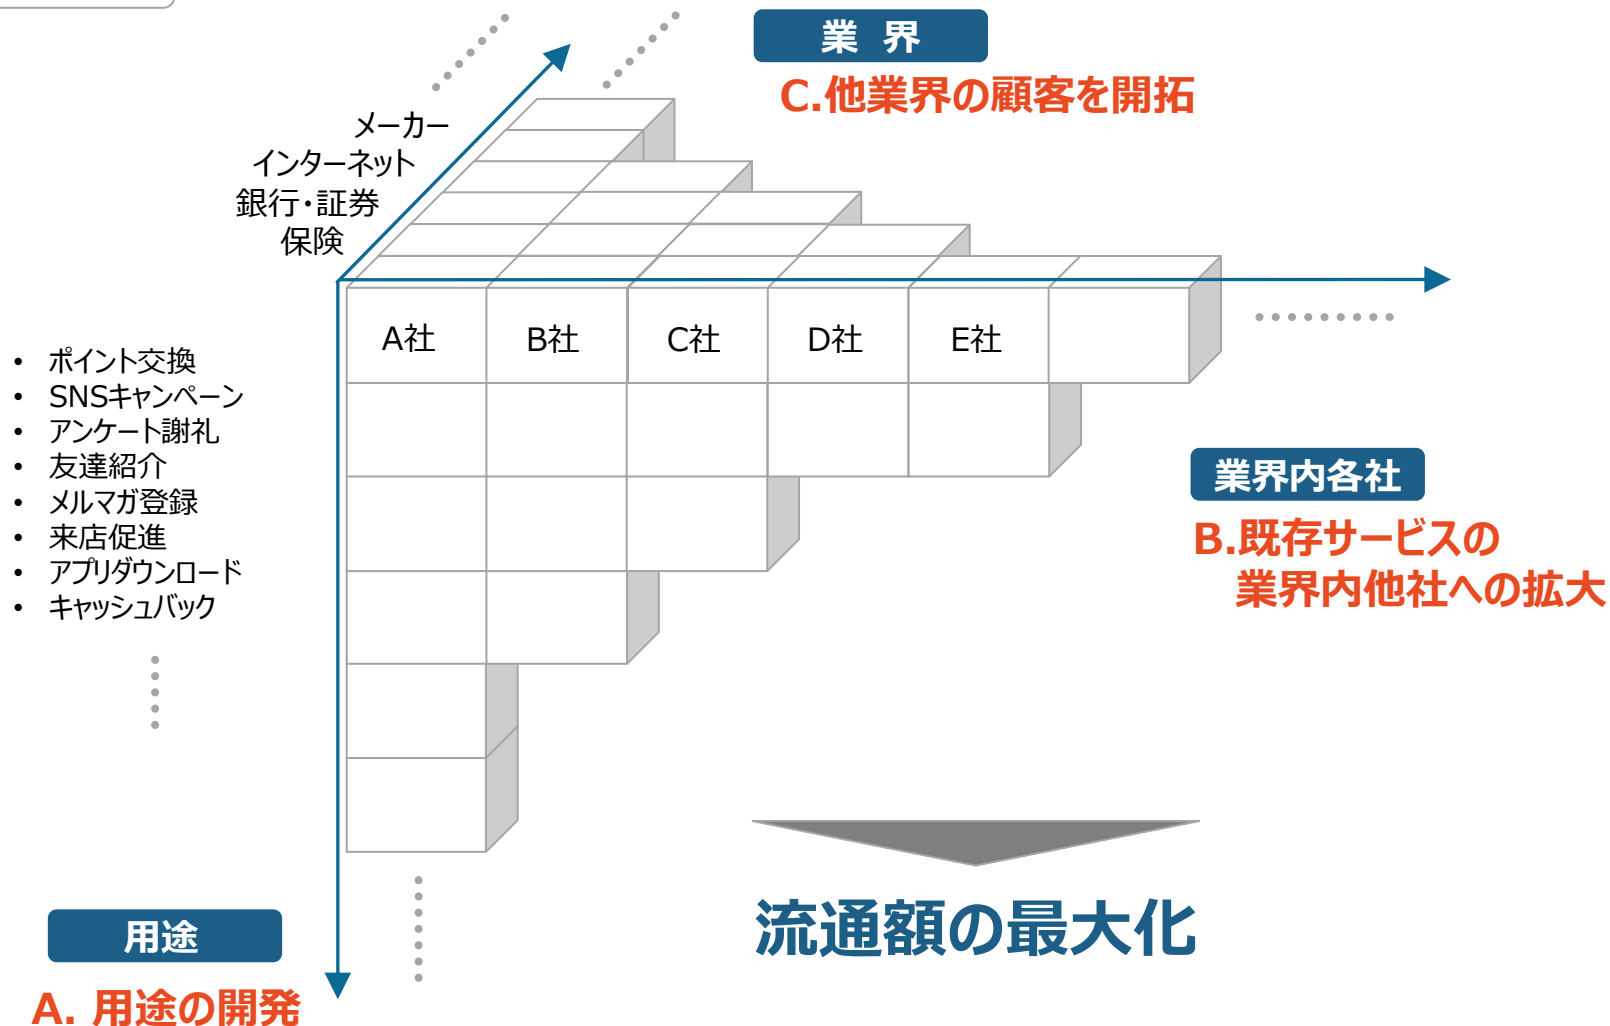 業 界
C.他業界の顧客を開拓
メーカー
インターネット
銀行・証券
保険
A社
B社
C社
D社
E社
• ポイント交換
• SNSキャンペーン
• アンケート謝礼
• 友達紹介
• メルマガ登録
• 来店促進
• アプリダウンロード
• キャッシュバック
業界内各社
B.既存サービスの
業界内他社への拡大
用途
A. 用途の開発
流通額の最大化